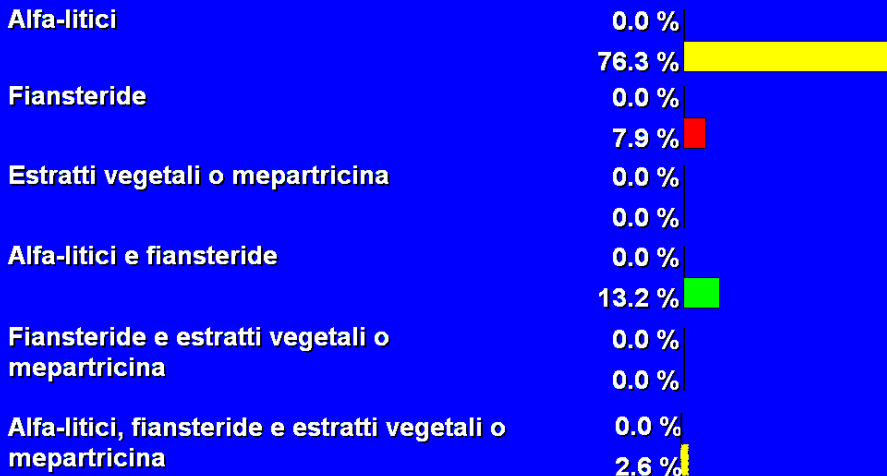 Alfa-litici 0.0 %
76.3 %
Fiansteride 0.0 %
7.9 %
Estratti vegetali o mepartricina 0.0 %
0.0 %
Alfa-litici e fiansteride 0.0 %
13.2 %
Fiansteride e estratti vegetali o 0.0 %
mepartricina
0.0 %
Alfa-litici, fiansteride e estratti vegetali o 0.0 %
mepartricina
2.6 %